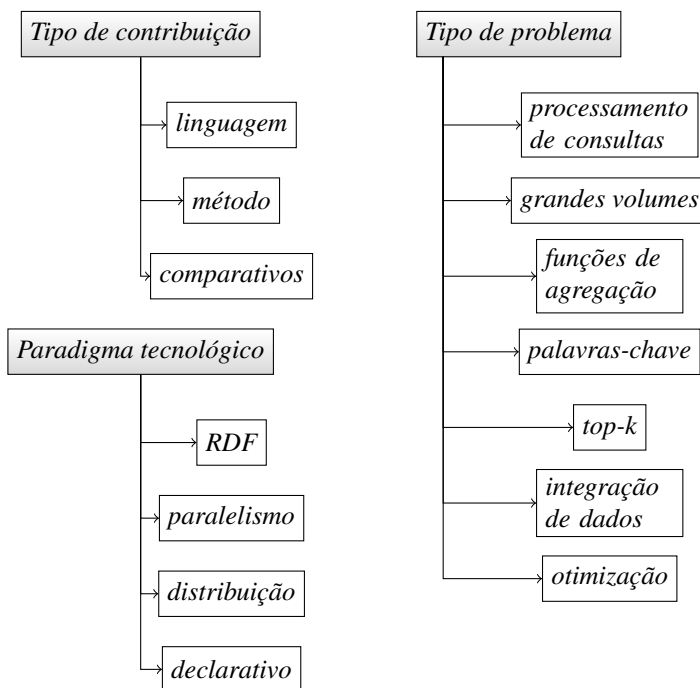 Tipo de contribuição
linguagem
método
comparativos
Paradigma tecnológico
RDF
paralelismo
distribuição
declarativo
Tipo de problema
processamento
de consultas
grandes volumes
funções de
agregação
palavras-chave
top-k
integração
de dados
otimização